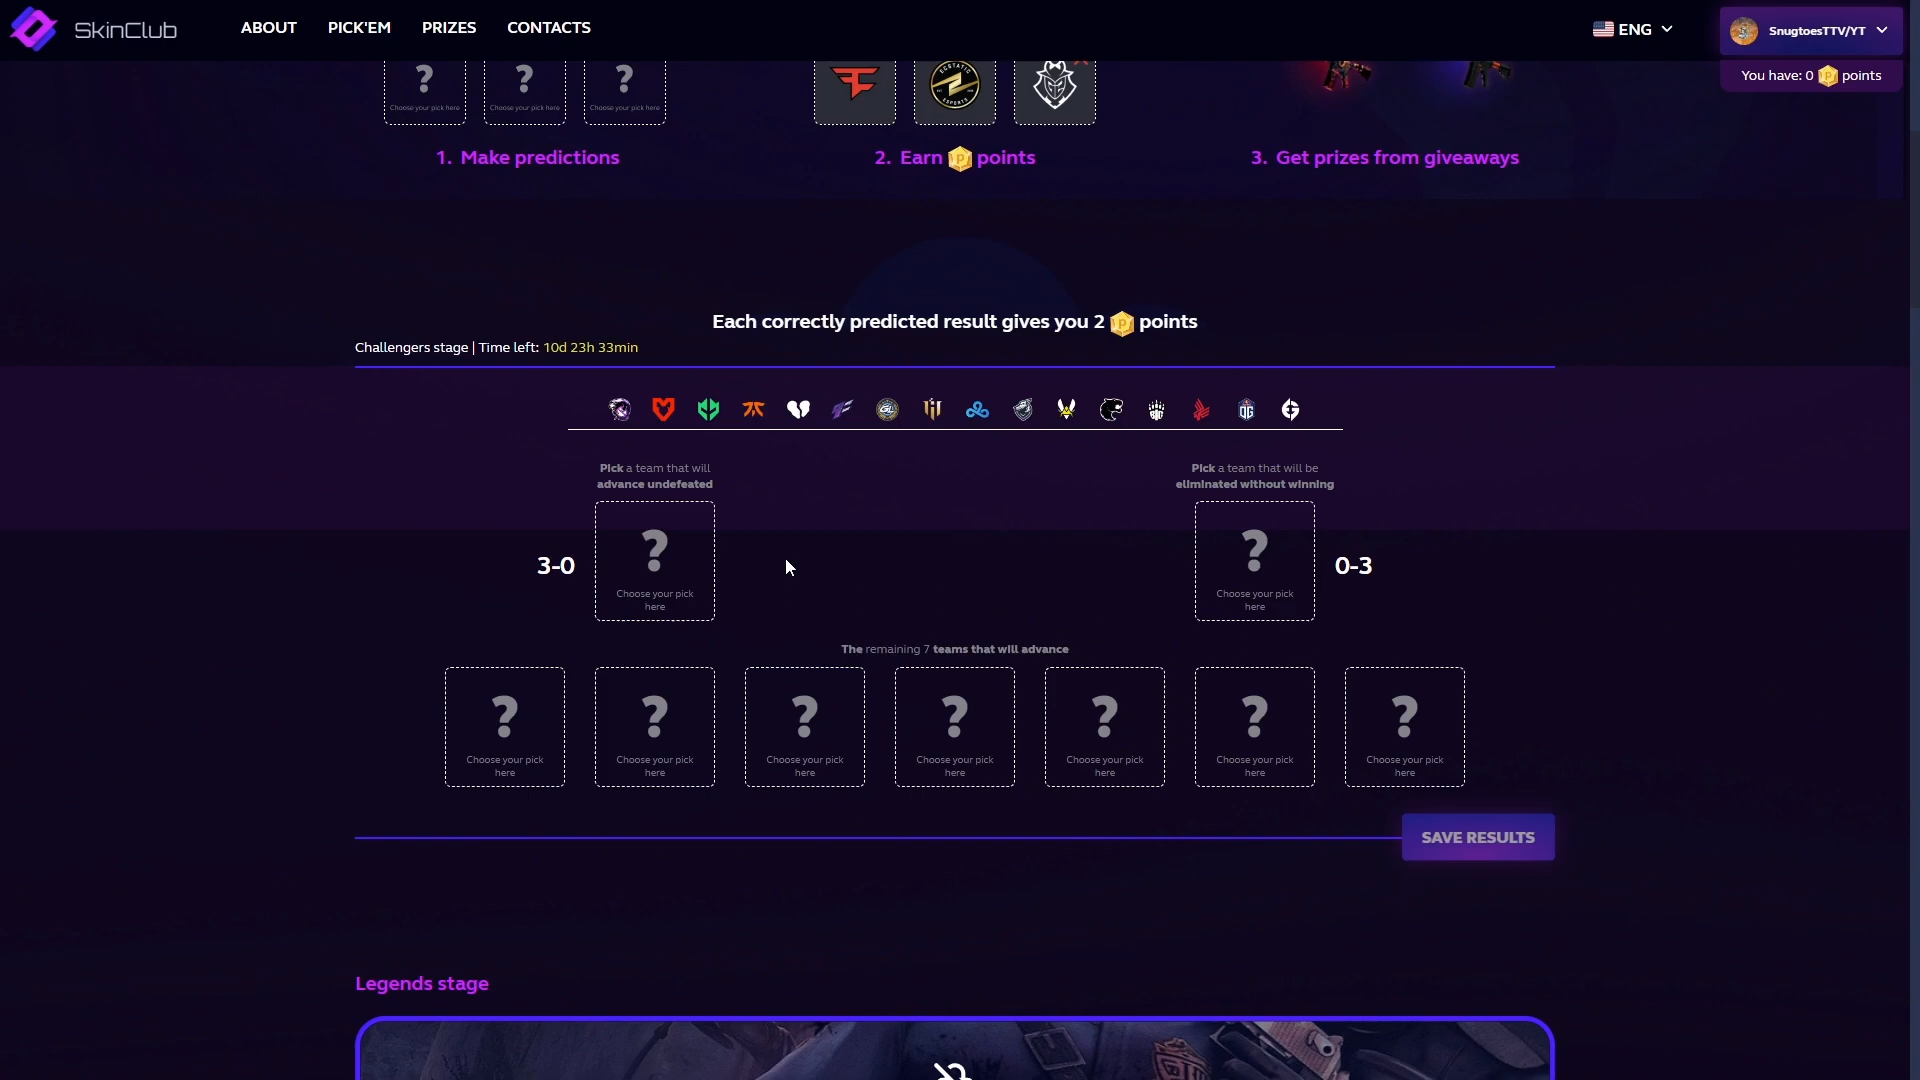 SkinClub
ABOUT
PICK'EM
PRIZES
CONTACTS
ENG
SnugtoesTTV/YT
You have: 0 points
?
Choose your pick here
?
Choose your pick here
?
Choose your pick here
ECSTATIC
ESPORTS
1. Make predictions
2. Earn P points
3. Get prizes from giveaways
Each correctly predicted result gives you 2 P points
Challengers stage | Time left: 10d 23h 33min
GL
OG
Pick a team that will
advance undefeated
Pick a team that will be
eliminated without winning
3-0
?
Choose your pick
here
?
Choose your pick
here
0-3
The remaining 7 teams that will advance
?
Choose your pick
here
?
Choose your pick
here
?
Choose your pick
here
?
Choose your pick
here
?
Choose your pick
here
?
Choose your pick
here
?
Choose your pick
here
SAVE RESULTS
Legends stage